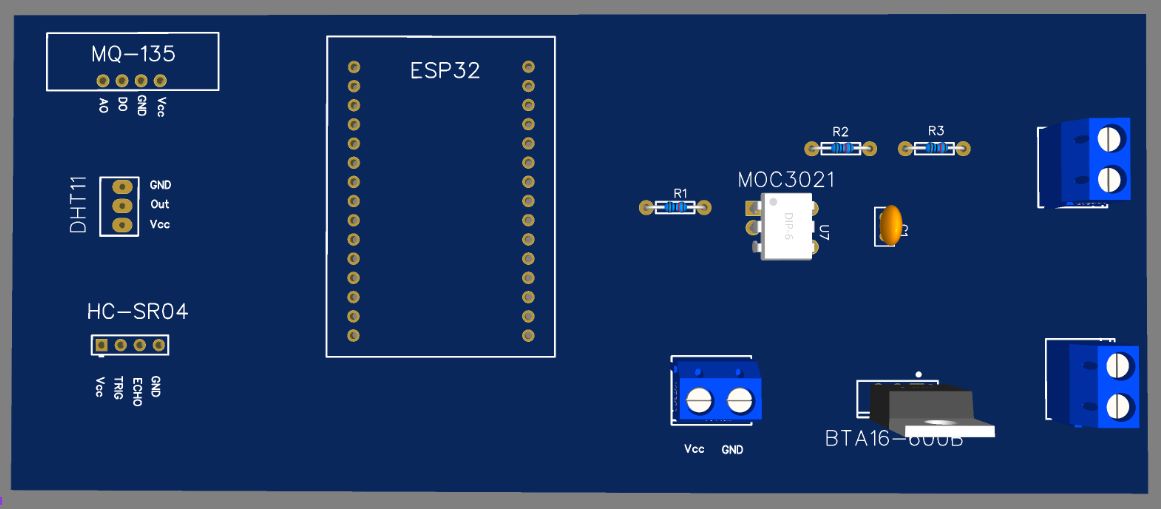 MQ-135
AO
DO
GND
Vcc
ESP32
DHT11
GND
Out
Vcc
HC-SR04
Vcc
TRIG
ECHO
GND
R1
R2
R3
MOC3021
DIP-6
U7
Vcc
GND
BTA16-600B